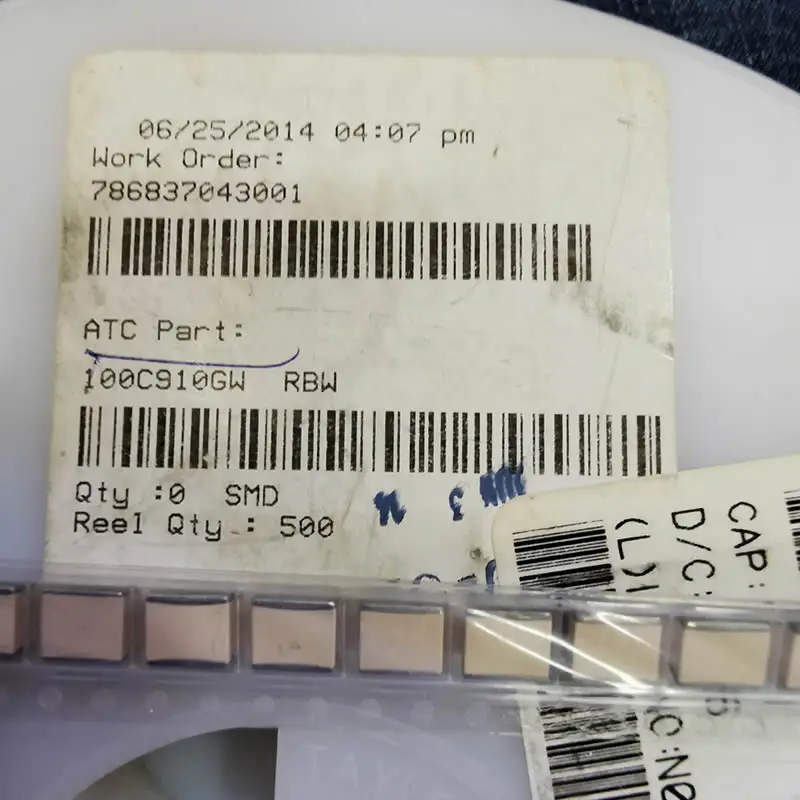 06/25/2014 04:07 pm
Work Order:
786837043001
ATC Part:
100C910GW RBW
Qty :0 SMD
Reel Qty : 500
CAP:
D/C:
(L)